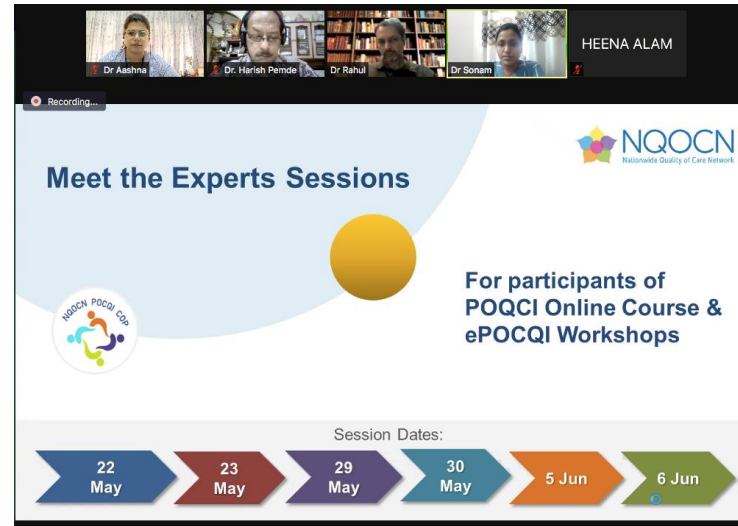 HEENA ALAM
Dr Aashna
Dr. Harish Pemde
Dr Rahul
Dr Sonam
Recording...
NQOCN
Nationwide Quality of Care Network
Meet the Experts Sessions
For participants of
POQCI Online Course &
ePOCQI Workshops
NQOCN POCQI COP
Session Dates:
22
May
23
May
29
May
30
May
5 Jun
6 Jun